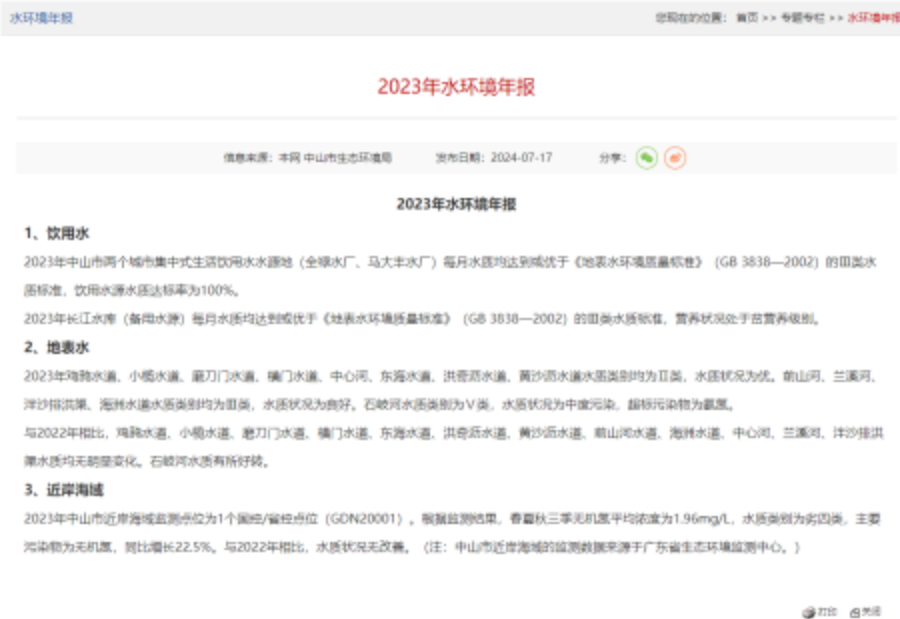 水环境年报
您现在的位置： 首页 >> 专题专栏 >> 水环境年报
2023年水环境年报
信息来源：本网 中山市生态环境局 发布日期：2024-07-17 分享：
2023年水环境年报
1、饮用水
2023年中山市两个城市集中式生活饮用水水源地（全禄水厂、马大丰水厂）每月水质均达到或优于《地表水环境质量标准》（GB 3838—2002）的Ⅲ类水
质标准，饮用水源水质达标率为100%。
2023年长江水库（备用水源）每月水质均达到或优于《地表水环境质量标准》（GB 3838—2002）的Ⅲ类水质标准，营养状况处于贫营养级别。
2、地表水
2023年鸡鸦水道、小榄水道、磨刀门水道、横门水道、中心河、东海水道、洪奇沥水道、黄沙沥水道水质类别均为Ⅱ类，水质状况为优。前山河、兰溪河、
泮沙排洪渠、海洲水道水质类别均为Ⅲ类，水质状况为良好。石岐河水质类别为Ⅴ类，水质状况为中度污染，超标污染物为氨氮。
与2022年相比，鸡鸦水道、小榄水道、磨刀门水道、横门水道、东海水道、洪奇沥水道、黄沙沥水道、前山河水道、海洲水道、中心河、兰溪河、泮沙排洪
渠水质均无明显变化。石岐河水质有所好转。
3、近岸海域
2023年中山市近岸海域监测点位为1个国控/省控点位（GDN20001）。根据监测结果，春夏秋三季无机氮平均浓度为1.96mg/L，水质类别为劣四类，主要
污染物为无机氮，同比增长22.5%。与2022年相比，水质状况无改善。（注：中山市近岸海域的监测数据来源于广东省生态环境监测中心。）
打印 关闭